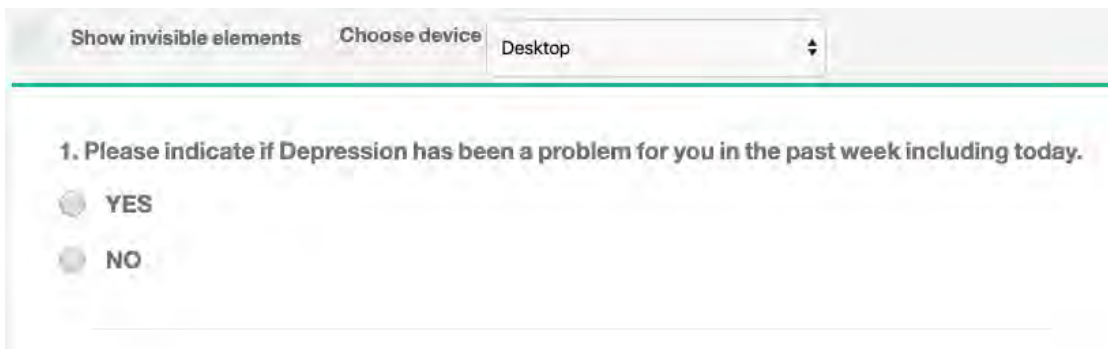 Show invisible elements Choose device Desktop
1. Please indicate if Depression has been a problem for you in the past week including today.
YES
NO